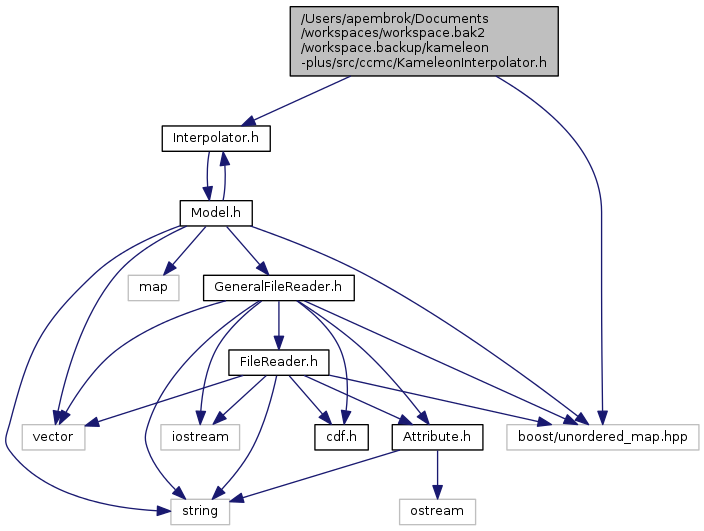 /Users/apembrok/Documents
/workspaces/workspace.bak2
/workspace.backup/kameleon
-plus/src/ccmc/KameleonInterpolator.h
Interpolator.h
Model.h
map
GeneralFileReader.h
FileReader.h
vector
iostream
cdf.h
Attribute.h
boost/unordered_map.hpp
string
ostream